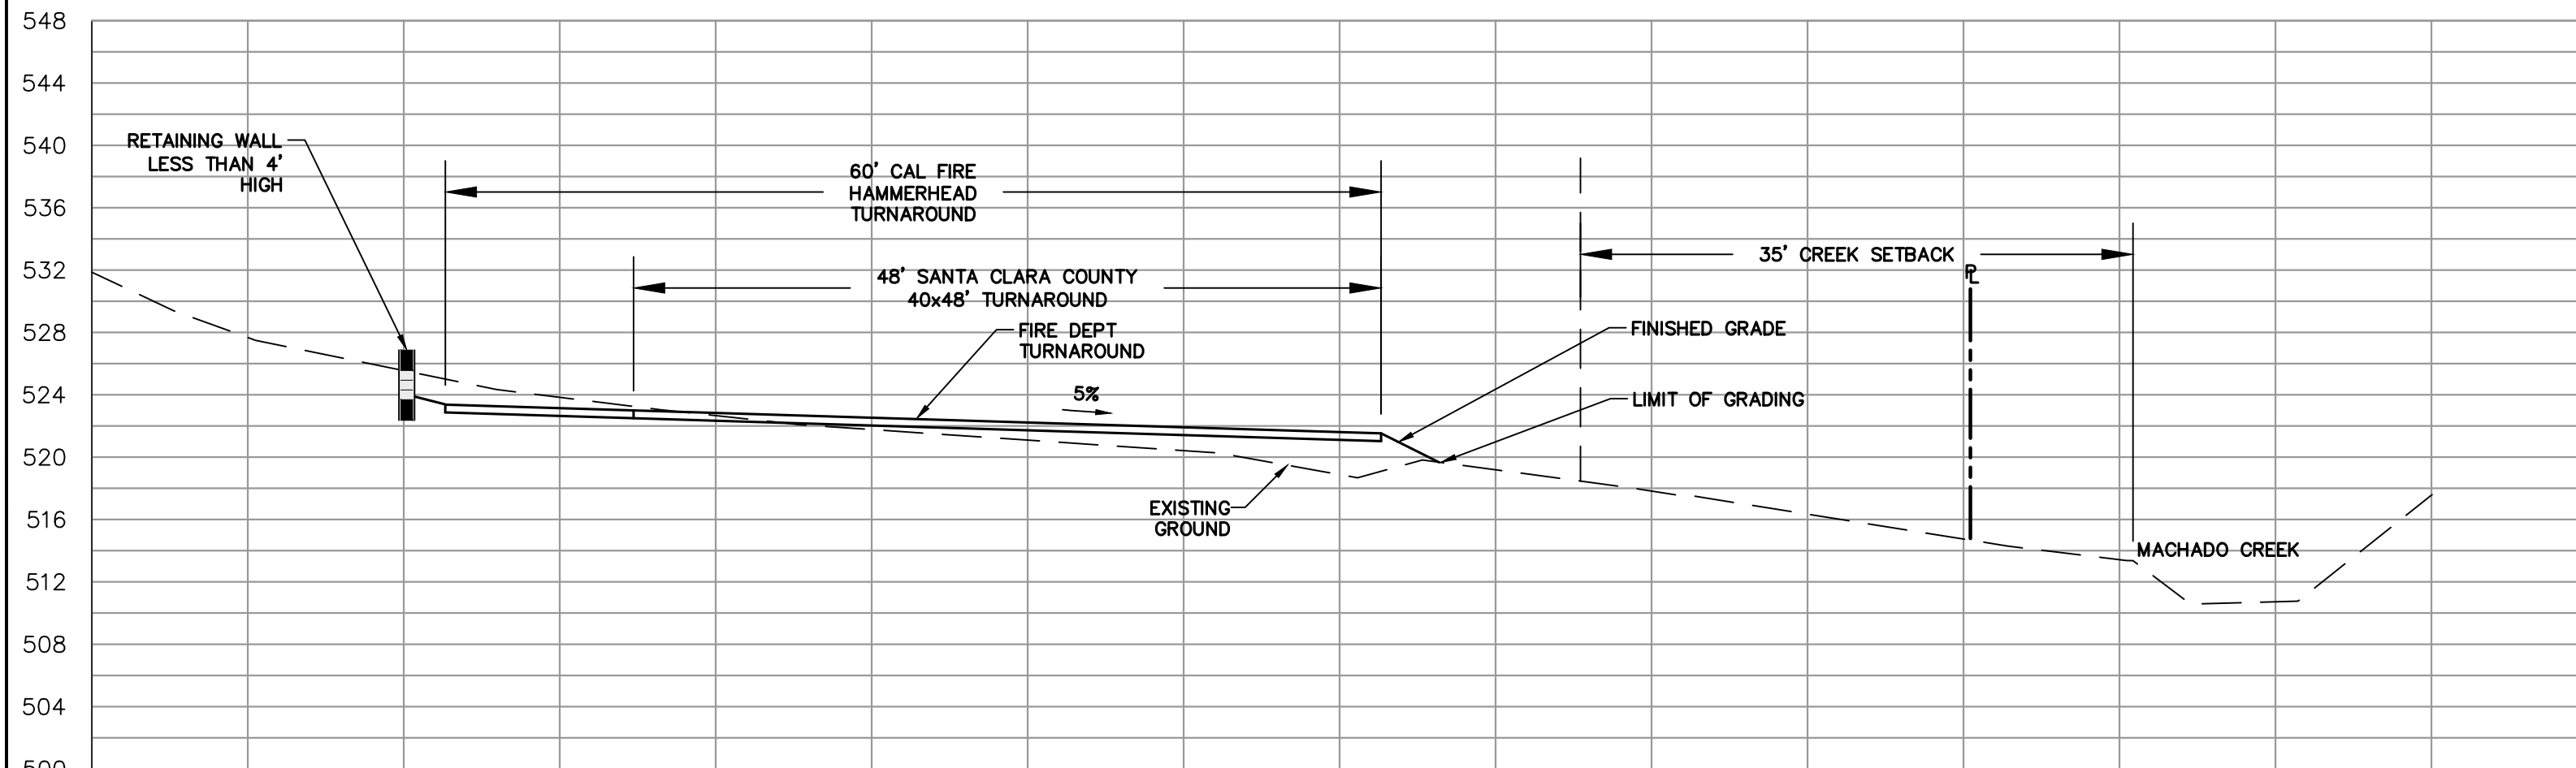 548
544
540
536
532
528
524
520
516
512
508
504
500
RETAINING WALL
LESS THAN 4'
HIGH
60' CAL FIRE
HAMMERHEAD
TURNAROUND
48' SANTA CLARA COUNTY
40x48' TURNAROUND
FIRE DEPT
TURNAROUND
5%
EXISTING
GROUND
35' CREEK SETBACK
PL
FINISHED GRADE
LIMIT OF GRADING
MACHADO CREEK